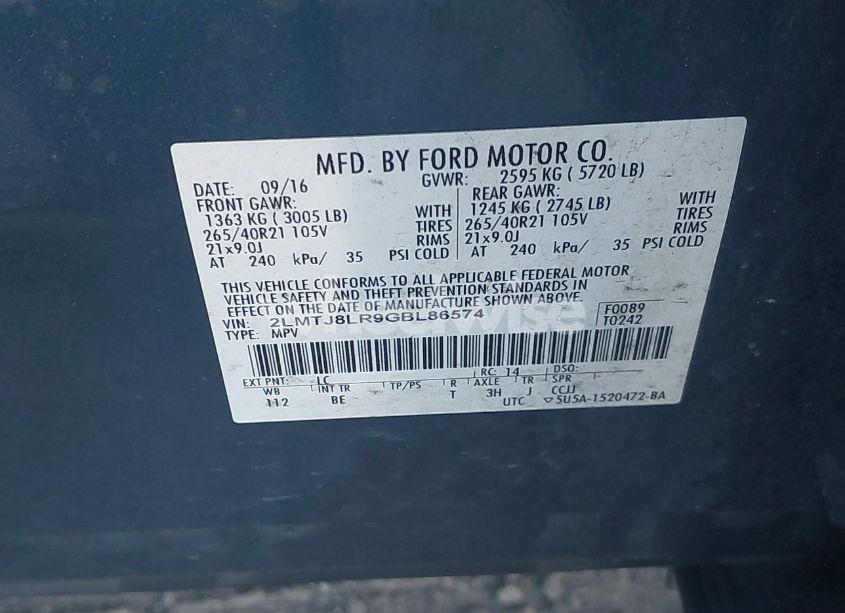 MFD. BY FORD MOTOR CO.
DATE: 09/16 GVWR: 2595 KG ( 5720 LB)
FRONT GAWR: REAR GAWR:
1363 KG ( 3005 LB) WITH 1245 KG ( 2745 LB) WITH
265/40R21 105V TIRES 265/40R21 105V TIRES
21x9.0J RIMS 21x9.0J RIMS
AT 240 kPa/ 35 PSI COLD AT 240 kPa/ 35 PSI COLD
THIS VEHICLE CONFORMS TO ALL APPLICABLE FEDERAL MOTOR
VEHICLE SAFETY AND THEFT PREVENTION STANDARDS IN
EFFECT ON THE DATE OF MANUFACTURE SHOWN ABOVE.
VIN: 2LMTJ8LR9GBL86574 F0089
TYPE: MPV T0242
EXT PNT: LC RC: 14 DSO:
WB INT TR TP/PS R AXLE TR SPR
112 BE T 3H J CCJJ
UTC ▽5U5A-1520472-BA